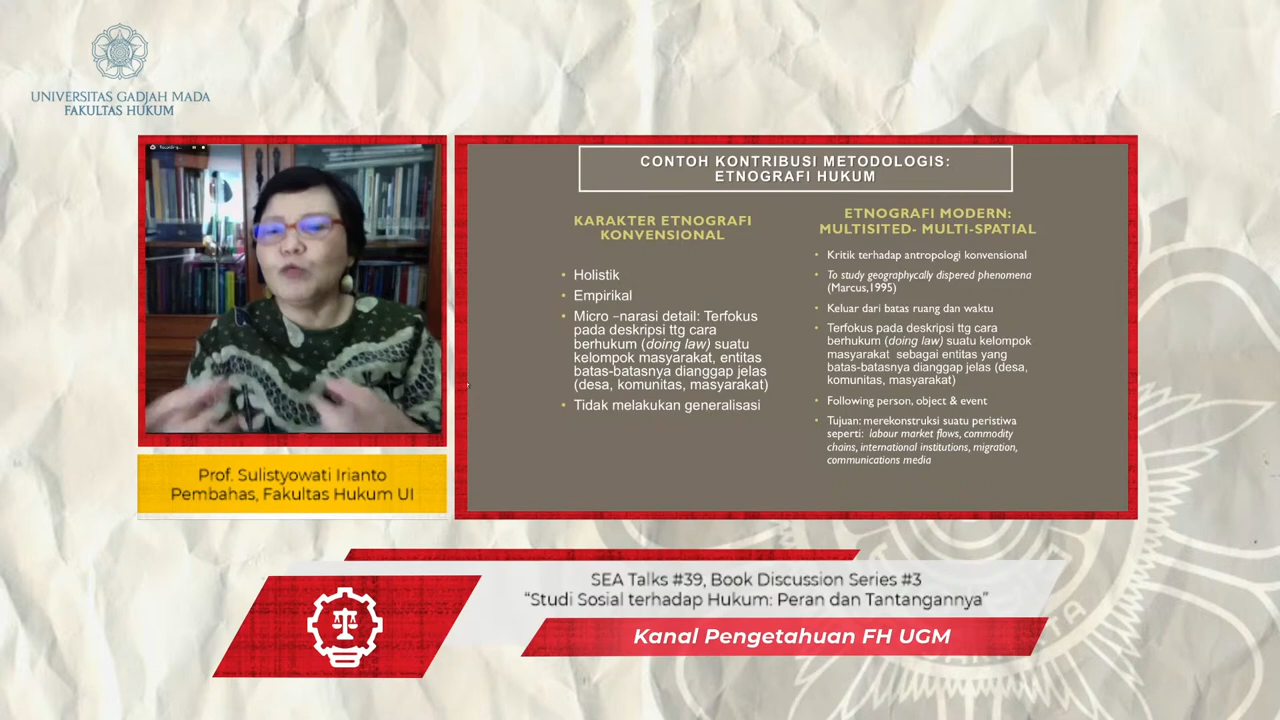 UNIVERSITAS GADJAH MADA
FAKULTAS HUKUM
Prof. Sulistyowati Irianto
Pembahas, Fakultas Hukum UI
CONTOH KONTRIBUSI METODOLOGIS:
ETNOGRAFI HUKUM
KARAKTER ETNOGRAFI
KONVENSIONAL
• Holistik
• Empirikal
• Micro –narasi detail: Terfokus
pada deskripsi ttg cara
berhukum (doing law) suatu
kelompok masyarakat, entitas
batas-batasnya dianggap jelas
(desa, komunitas, masyarakat)
• Tidak melakukan generalisasi
ETNOGRAFI MODERN:
MULTISITED- MULTI-SPATIAL
• Kritik terhadap antropologi konvensional
• To study geographycally dispered phenomena
(Marcus,1995)
• Keluar dari batas ruang dan waktu
• Terfokus pada deskripsi ttg cara
berhukum (doing law) suatu kelompok
masyarakat sebagai entitas yang
batas-batasnya dianggap jelas (desa,
komunitas, masyarakat)
• Following person, object & event
• Tujuan: merekonstruksi suatu peristiwa
seperti: labour market flows, commodity
chains, international institutions, migration,
communications media
SEA Talks #39, Book Discussion Series #3
“Studi Sosial terhadap Hukum: Peran dan Tantangannya”
Kanal Pengetahuan FH UGM